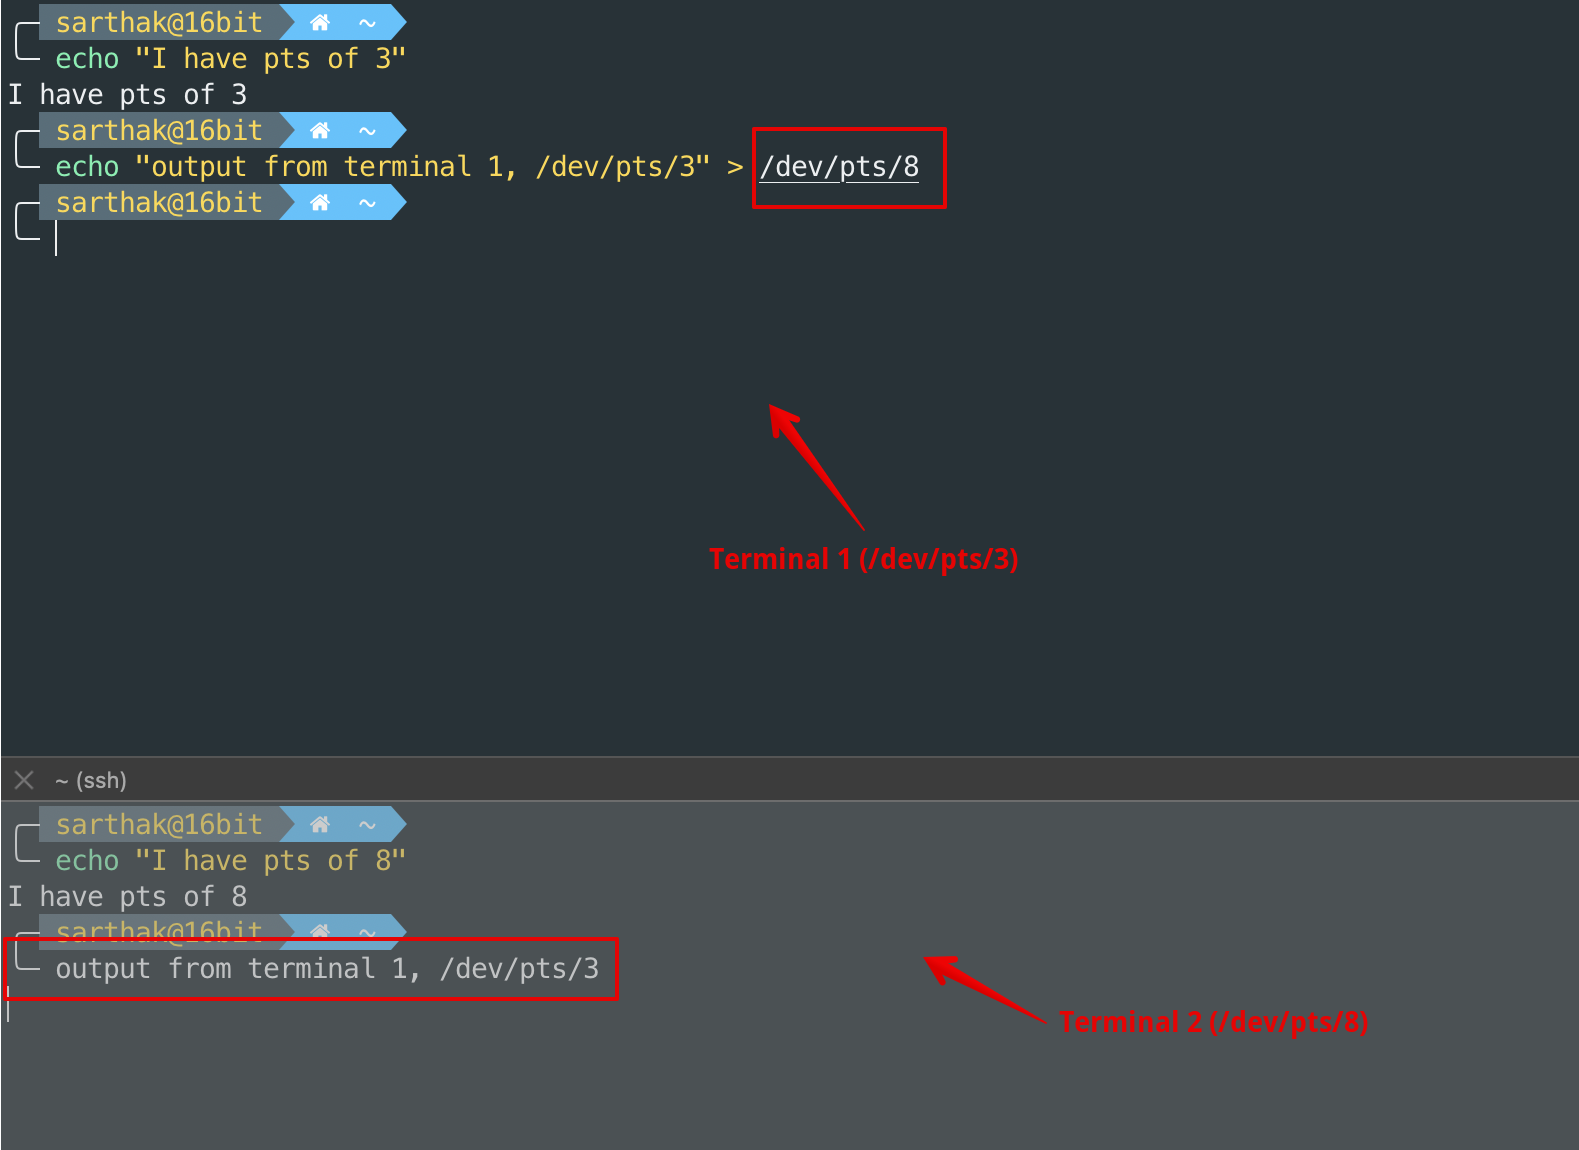 sarthak@16bit ~
echo "I have pts of 3"
I have pts of 3
sarthak@16bit ~
echo "output from terminal 1, /dev/pts/3" > /dev/pts/8
sarthak@16bit ~
Terminal 1 (/dev/pts/3)
~ (ssh)
sarthak@16bit ~
echo "I have pts of 8"
I have pts of 8
sarthak@16bit ~
output from terminal 1, /dev/pts/3
Terminal 2 (/dev/pts/8)